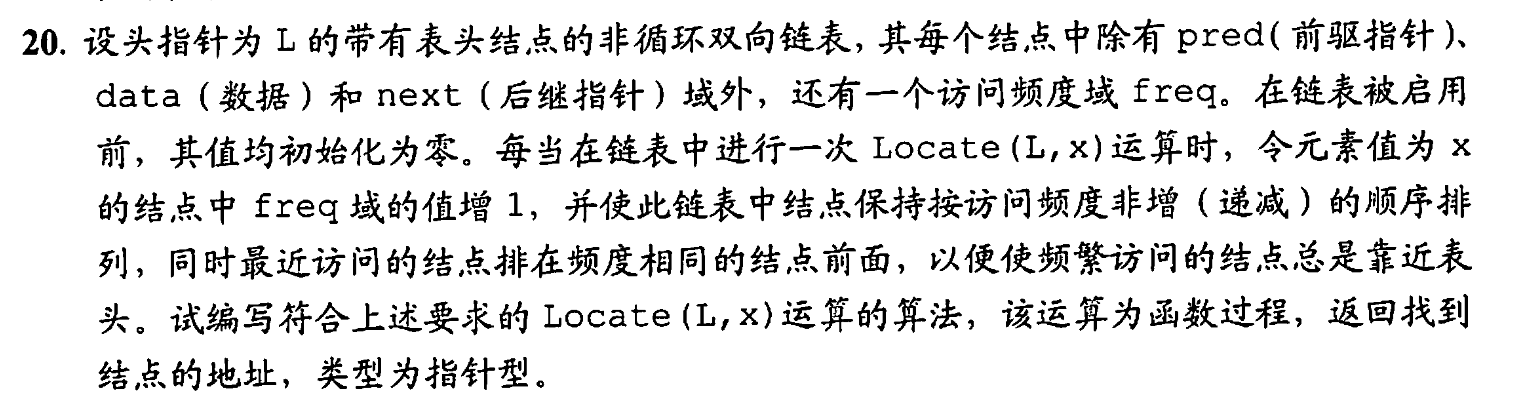 20. 设头指针为 L 的带有表头结点的非循环双向链表，其每个结点中除有 pred(前驱指针)、
data（数据）和 next（后继指针）域外，还有一个访问频度域 freq。在链表被启用
前，其值均初始化为零。每当在链表中进行一次 Locate(L,x)运算时，令元素值为 x
的结点中 freq 域的值增 1，并使此链表中结点保持按访问频度非增（递减）的顺序排
列，同时最近访问的结点排在频度相同的结点前面，以便使频繁访问的结点总是靠近表
头。试编写符合上述要求的 Locate(L,x)运算的算法，该运算为函数过程，返回找到
结点的地址，类型为指针型。